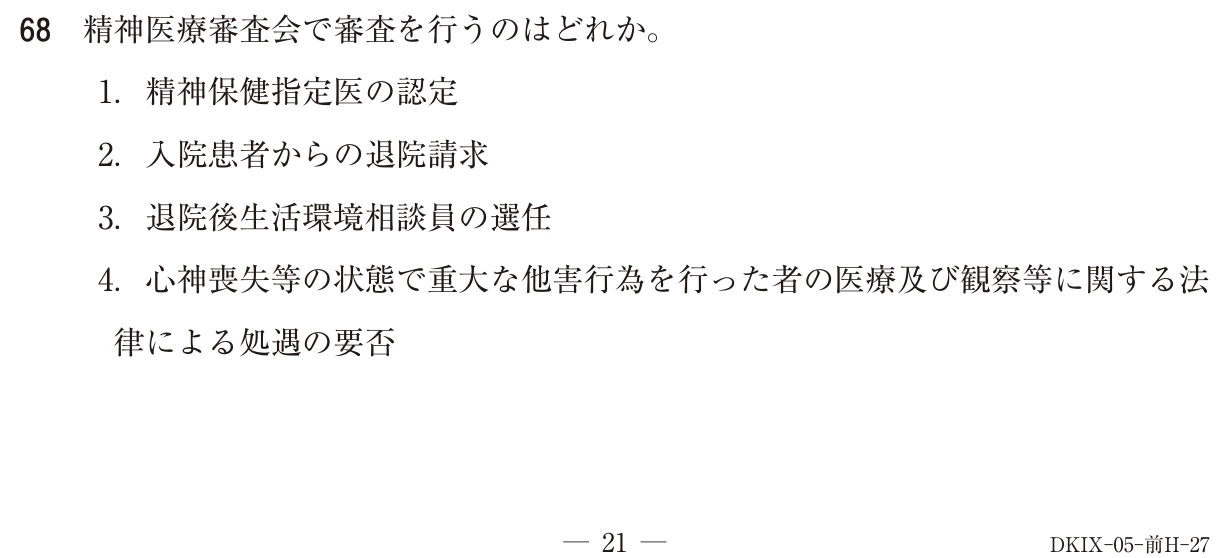 68 精神医療審査会で審査を行うのはどれか。
1. 精神保健指定医の認定
2. 入院患者からの退院請求
3. 退院後生活環境相談員の選任
4. 心神喪失等の状態で重大な他害行為を行った者の医療及び観察等に関する法
律による処遇の要否
— 21 —
DKIX-05-前H-27